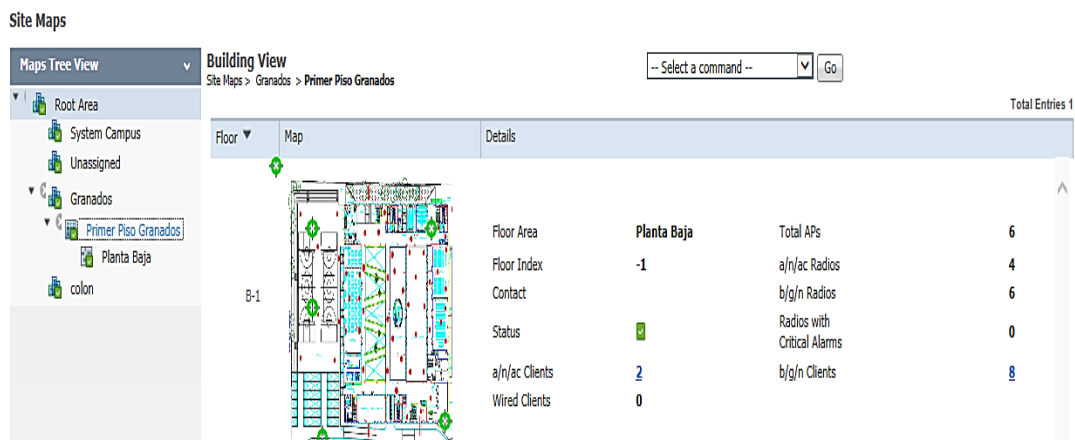 Site Maps
Maps Tree View
Root Area
System Campus
Unassigned
Granados
Primer Piso Granados
Planta Baja
colon
Building View
Site Maps > Granados > Primer Piso Granados
-- Select a command --
Go
Total Entries 1
Floor Map Details
B-1
Floor Area Planta Baja Total APs 6
Floor Index -1 a/n/ac Radios 4
Contact b/g/n Radios 6
Status Radios with Critical Alarms 0
a/n/ac Clients 2 b/g/n Clients 8
Wired Clients 0